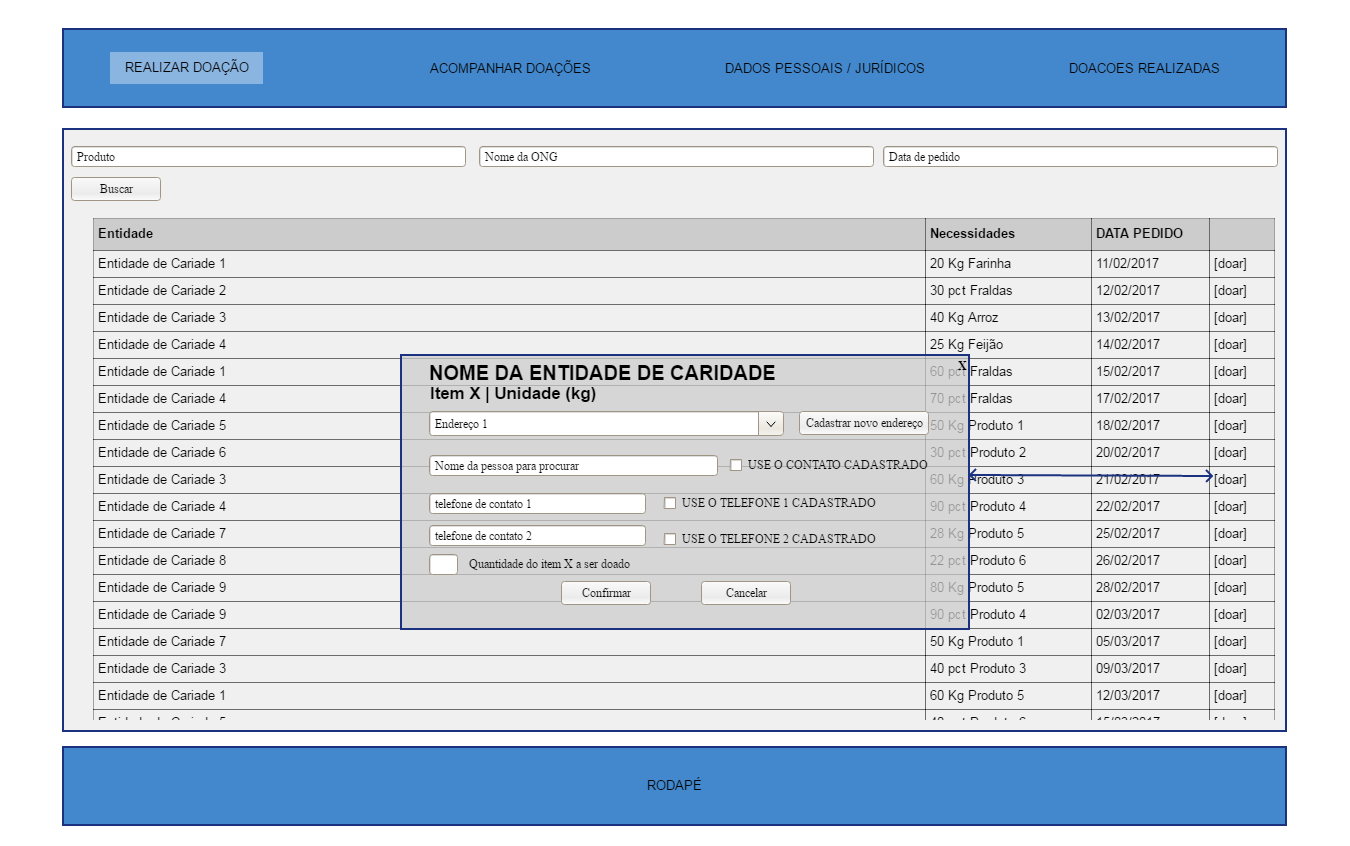 REALIZAR DOAÇÃO ACOMPANHAR DOAÇÕES DADOS PESSOAIS / JURÍDICOS DOACOES REALIZADAS
Produto Nome da ONG Data de pedido
Buscar
Entidade Necessidades DATA PEDIDO
Entidade de Cariade 1 20 Kg Farinha 11/02/2017 [doar]
Entidade de Cariade 2 30 pct Fraldas 12/02/2017 [doar]
Entidade de Cariade 3 40 Kg Arroz 13/02/2017 [doar]
Entidade de Cariade 4 25 Kg Feijão 14/02/2017 [doar]
Entidade de Cariade 1 60 pct Fraldas 15/02/2017 [doar]
Entidade de Cariade 4 70 pct Fraldas 17/02/2017 [doar]
Entidade de Cariade 5 50 Kg Produto 1 18/02/2017 [doar]
Entidade de Cariade 6 30 pct Produto 2 20/02/2017 [doar]
Entidade de Cariade 3 60 Kg Produto 3 21/02/2017 [doar]
Entidade de Cariade 4 90 pct Produto 4 22/02/2017 [doar]
Entidade de Cariade 7 28 Kg Produto 5 25/02/2017 [doar]
Entidade de Cariade 8 22 pct Produto 6 26/02/2017 [doar]
Entidade de Cariade 9 80 Kg Produto 5 28/02/2017 [doar]
Entidade de Cariade 9 90 pct Produto 4 02/03/2017 [doar]
Entidade de Cariade 7 50 Kg Produto 1 05/03/2017 [doar]
Entidade de Cariade 3 40 pct Produto 3 09/03/2017 [doar]
Entidade de Cariade 1 60 Kg Produto 5 12/03/2017 [doar]
X
NOME DA ENTIDADE DE CARIDADE
Item X | Unidade (kg)
Endereço 1 Cadastrar novo endereço
Nome da pessoa para procurar USE O CONTATO CADASTRADO
telefone de contato 1 USE O TELEFONE 1 CADASTRADO
telefone de contato 2 USE O TELEFONE 2 CADASTRADO
Quantidade do item X a ser doado
Confirmar Cancelar
RODAPÉ